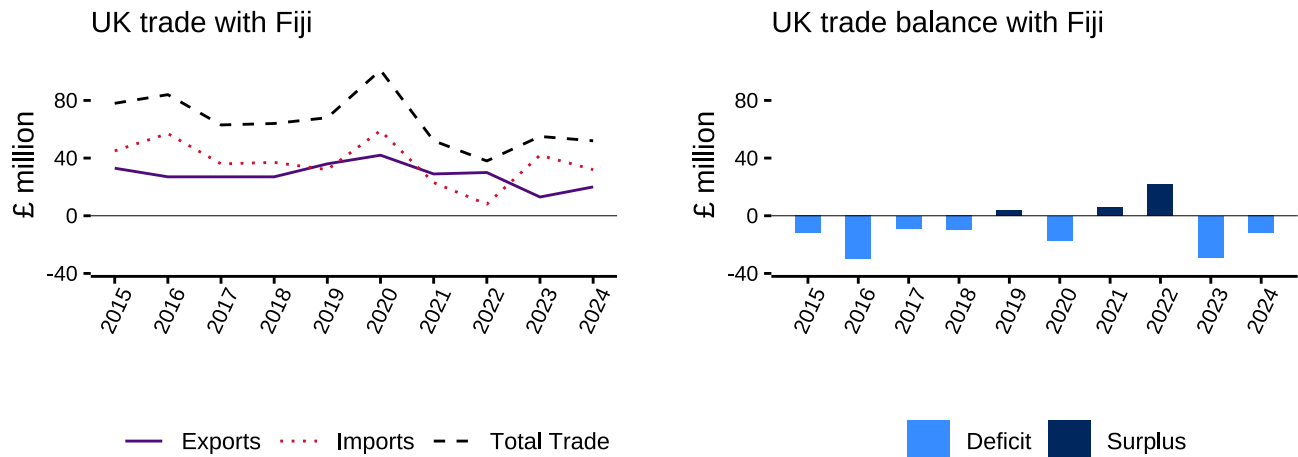 UK trade with Fiji
£ million
80
40
0
-40
2015 2016 2017 2018 2019 2020 2021 2022 2023 2024
Exports Imports Total Trade
UK trade balance with Fiji
£ million
80
40
0
-40
2015 2016 2017 2018 2019 2020 2021 2022 2023 2024
Deficit Surplus